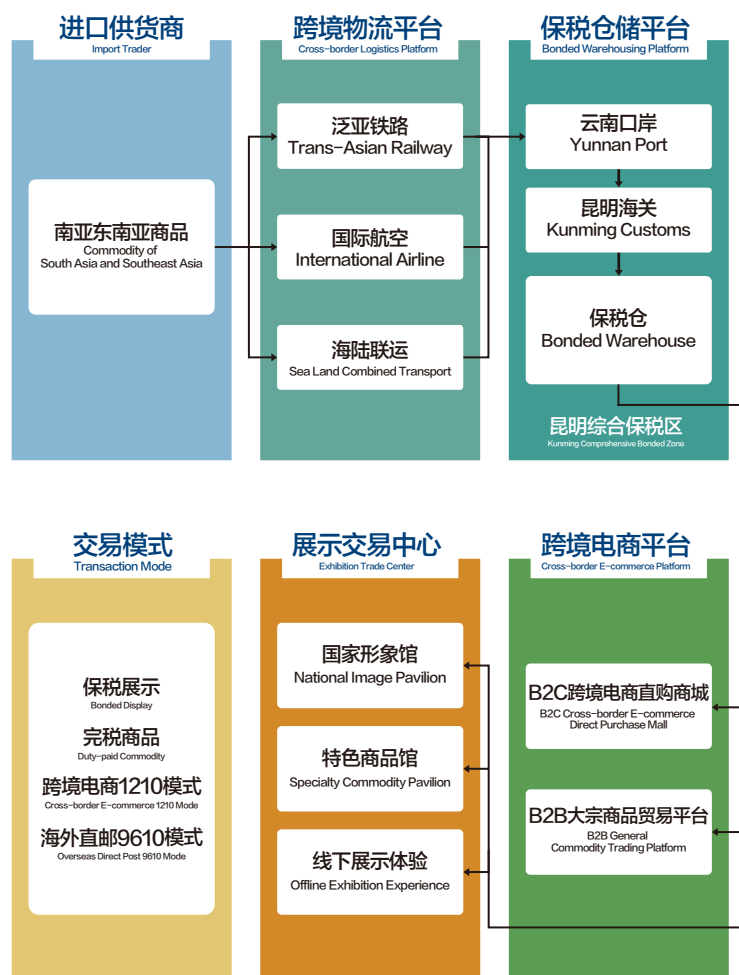 进口供货商
Import Trader
南亚东南亚商品
Commodity of
South Asia and Southeast Asia
跨境物流平台
Cross-border Logistics Platform
泛亚铁路
Trans-Asian Railway
国际航空
International Airline
海陆联运
Sea Land Combined Transport
保税仓储平台
Bonded Warehousing Platform
云南口岸
Yunnan Port
昆明海关
Kunming Customs
保税仓
Bonded Warehouse
昆明综合保税区
Kunming Comprehensive Bonded Zone
交易模式
Transaction Mode
保税展示
Bonded Display
完税商品
Duty-paid Commodity
跨境电商1210模式
Cross-border E-commerce 1210 Mode
海外直邮9610模式
Overseas Direct Post 9610 Mode
展示交易中心
Exhibition Trade Center
国家形象馆
National Image Pavilion
特色商品馆
Specialty Commodity Pavilion
线下展示体验
Offline Exhibition Experience
跨境电商平台
Cross-border E-commerce Platform
B2C跨境电商直购商城
B2C Cross-border E-commerce
Direct Purchase Mall
B2B大宗商品贸易平台
B2B General
Commodity Trading Platform